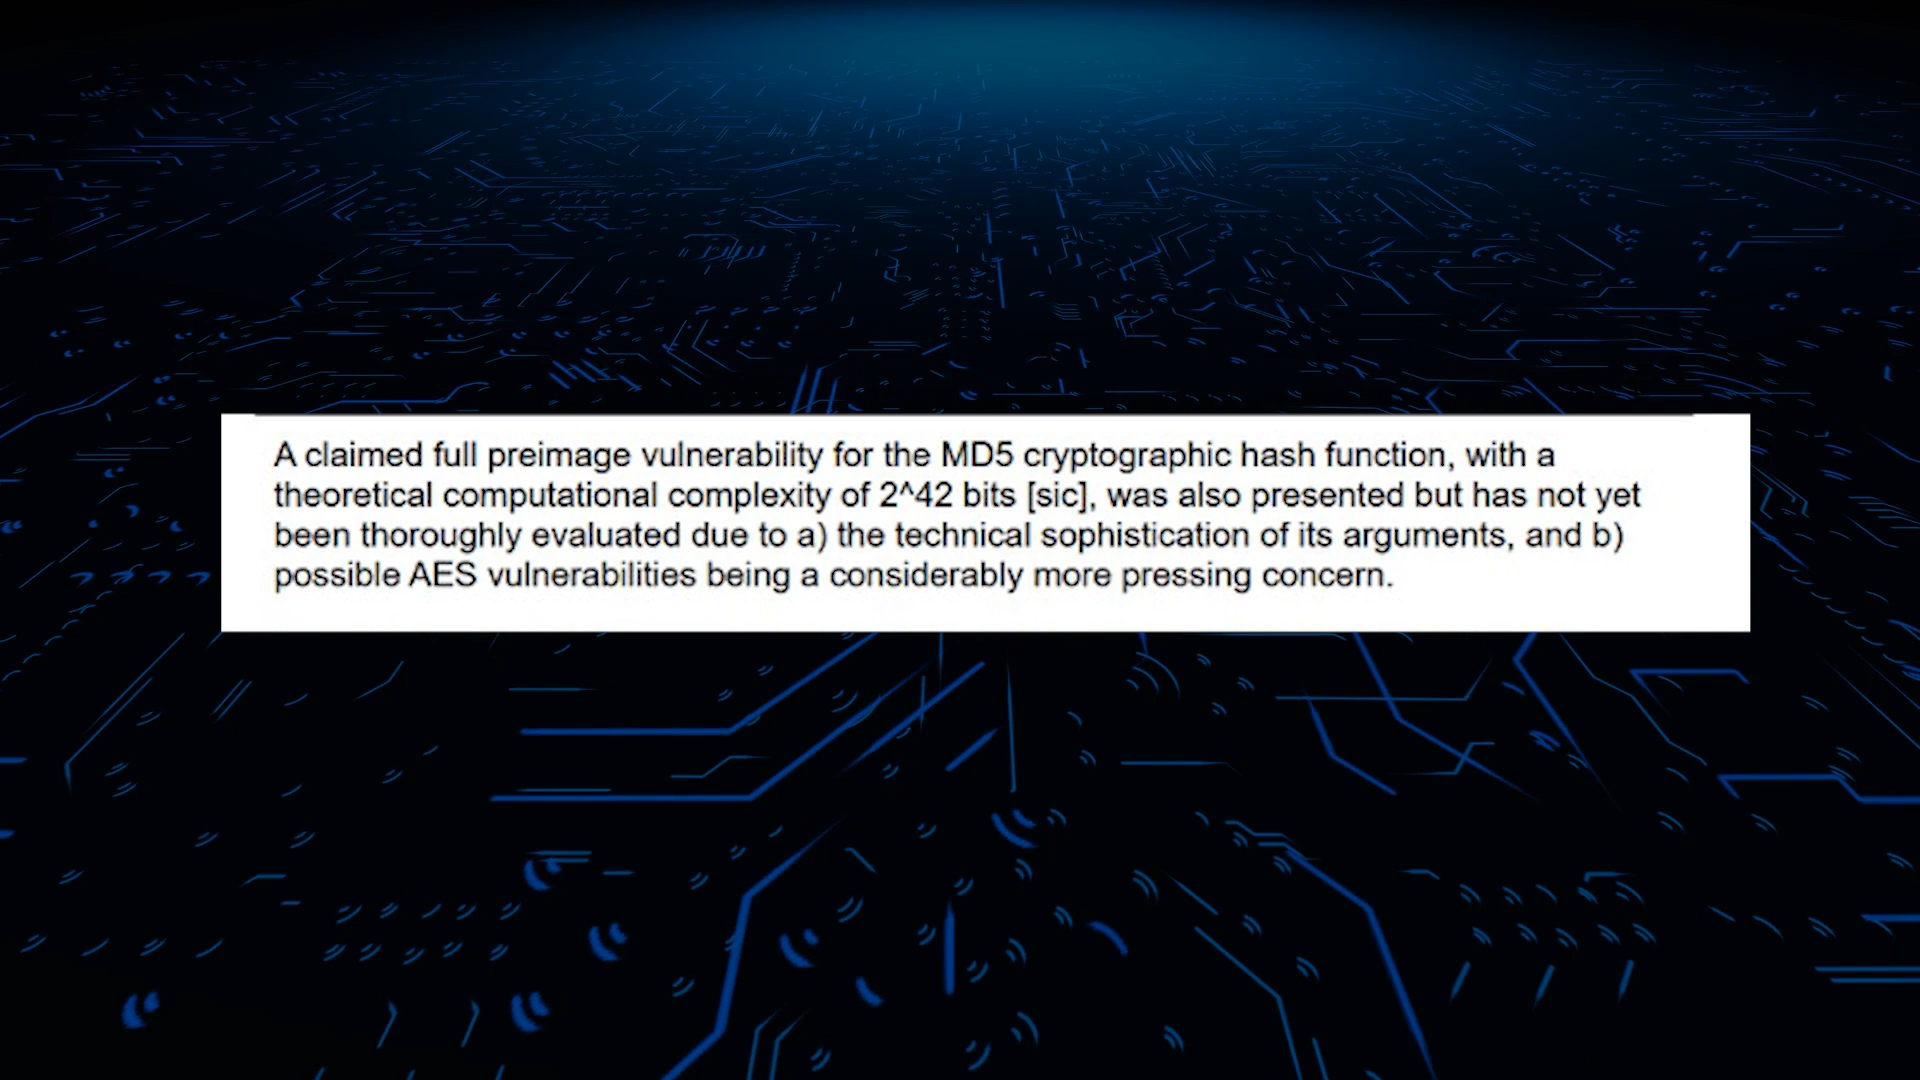 A claimed full preimage vulnerability for the MD5 cryptographic hash function, with a
theoretical computational complexity of 2^42 bits [sic], was also presented but has not yet
been thoroughly evaluated due to a) the technical sophistication of its arguments, and b)
possible AES vulnerabilities being a considerably more pressing concern.